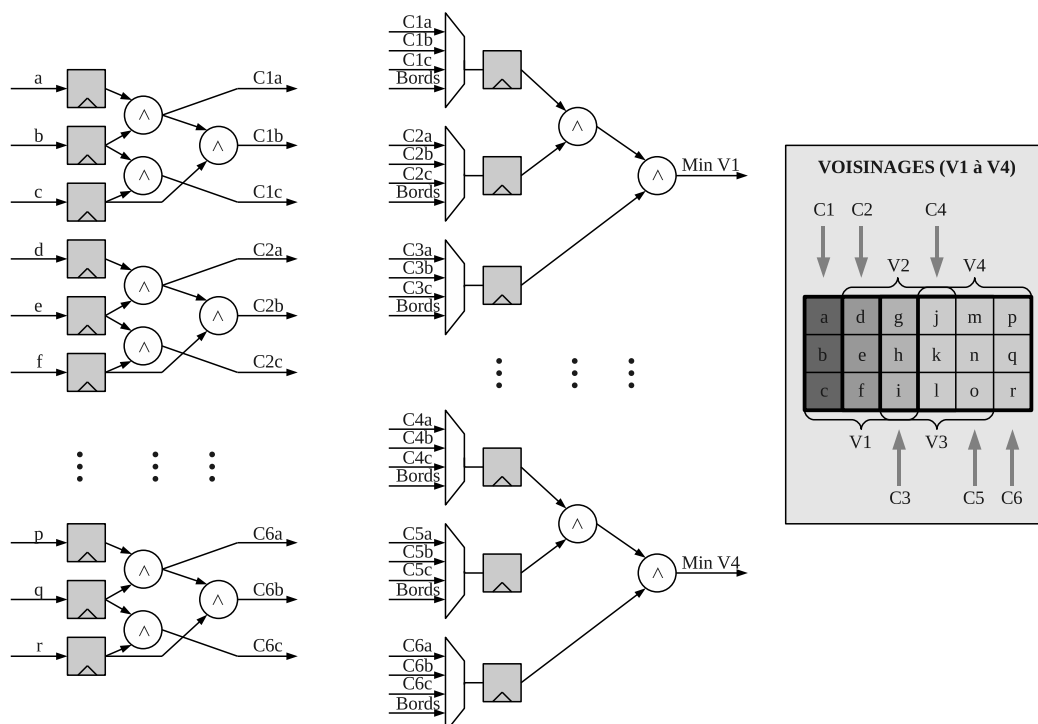 a
C1a
b
C1b
c
C1c
d
C2a
e
C2b
f
C2c
p
C6a
q
C6b
r
C6c
^
^
^
^
^
^
^
^
^
C1a
C1b
C1c
Bords
C2a
C2b
C2c
Bords
C3a
C3b
C3c
Bords
^
^
Min V1
C4a
C4b
C4c
Bords
C5a
C5b
C5c
Bords
C6a
C6b
C6c
Bords
^
^
Min V4
VOISINAGES (V1 à V4)
C1 C2 C4
V2 V4
a d g j m p
b e h k n q
c f i l o r
V1 V3
C3 C5 C6